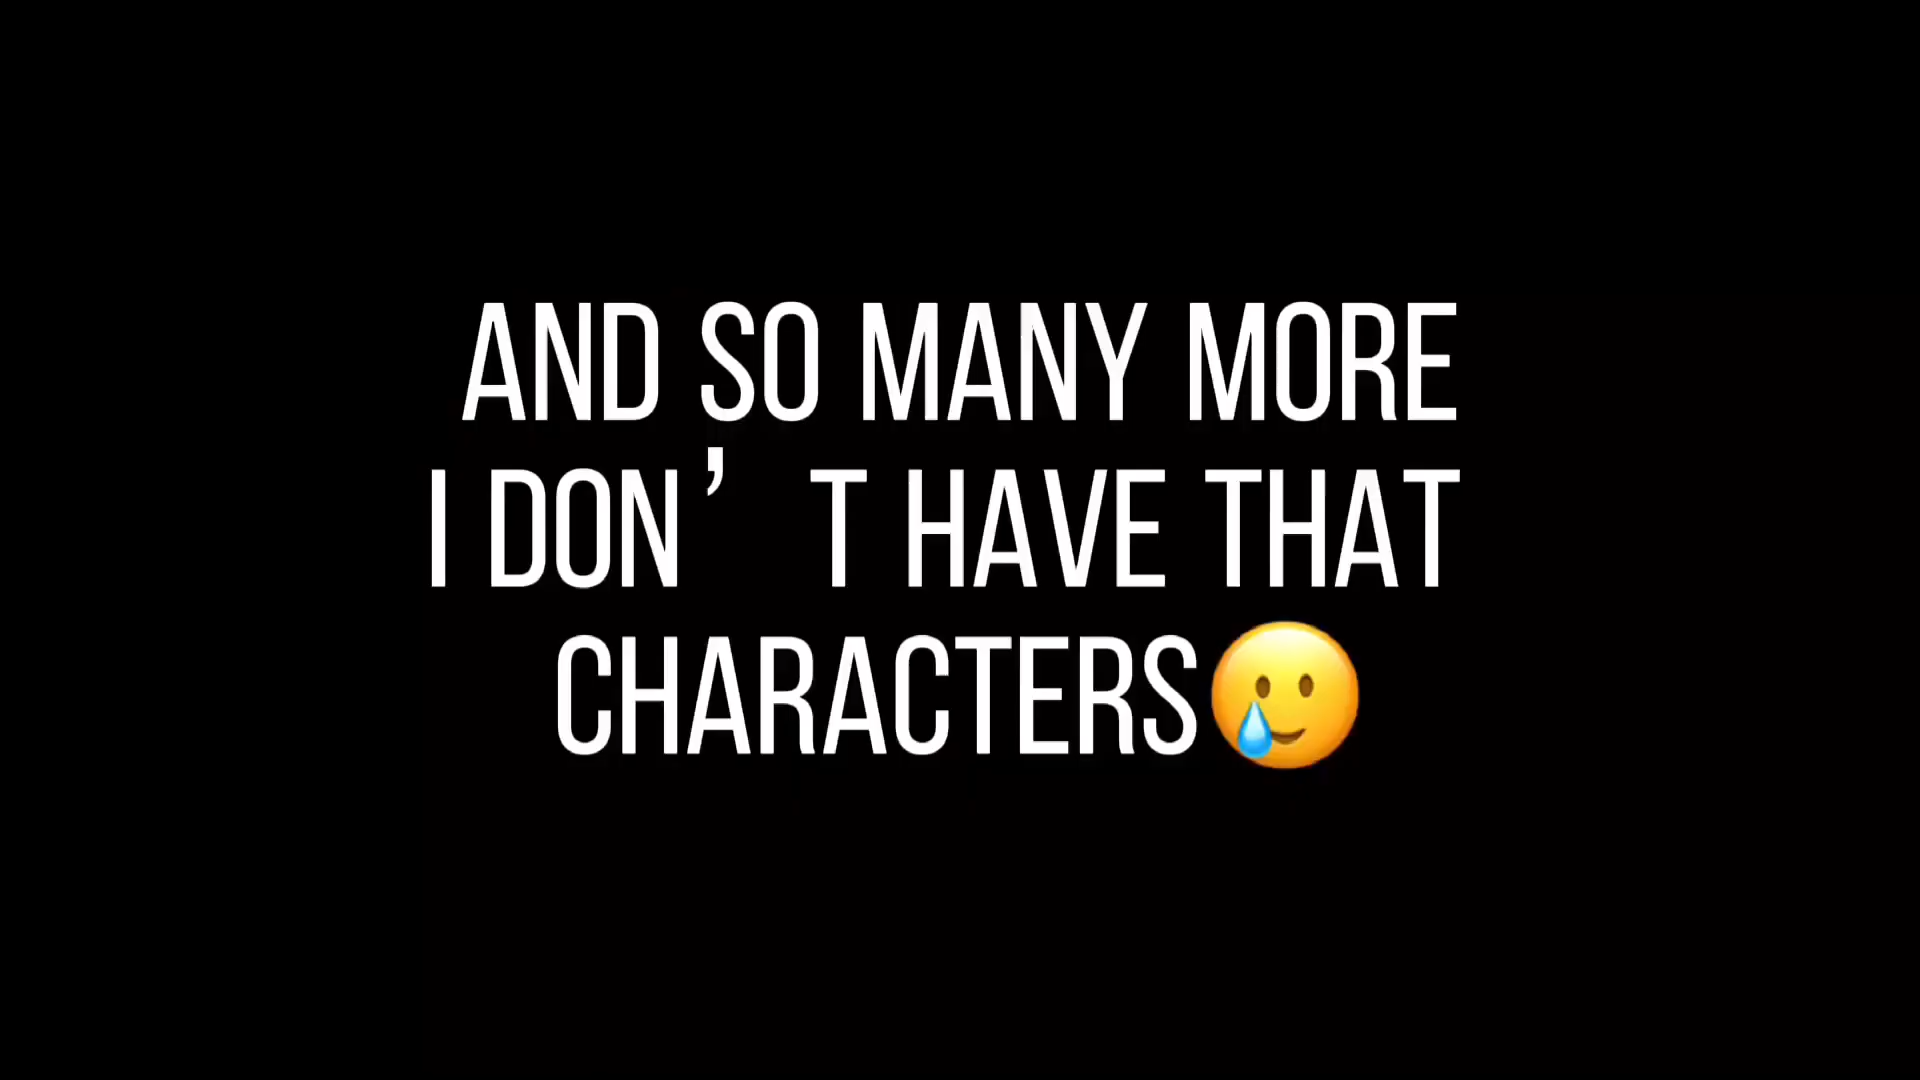 AND SO MANY MORE
I DON’T HAVE THAT
CHARACTERS🥲